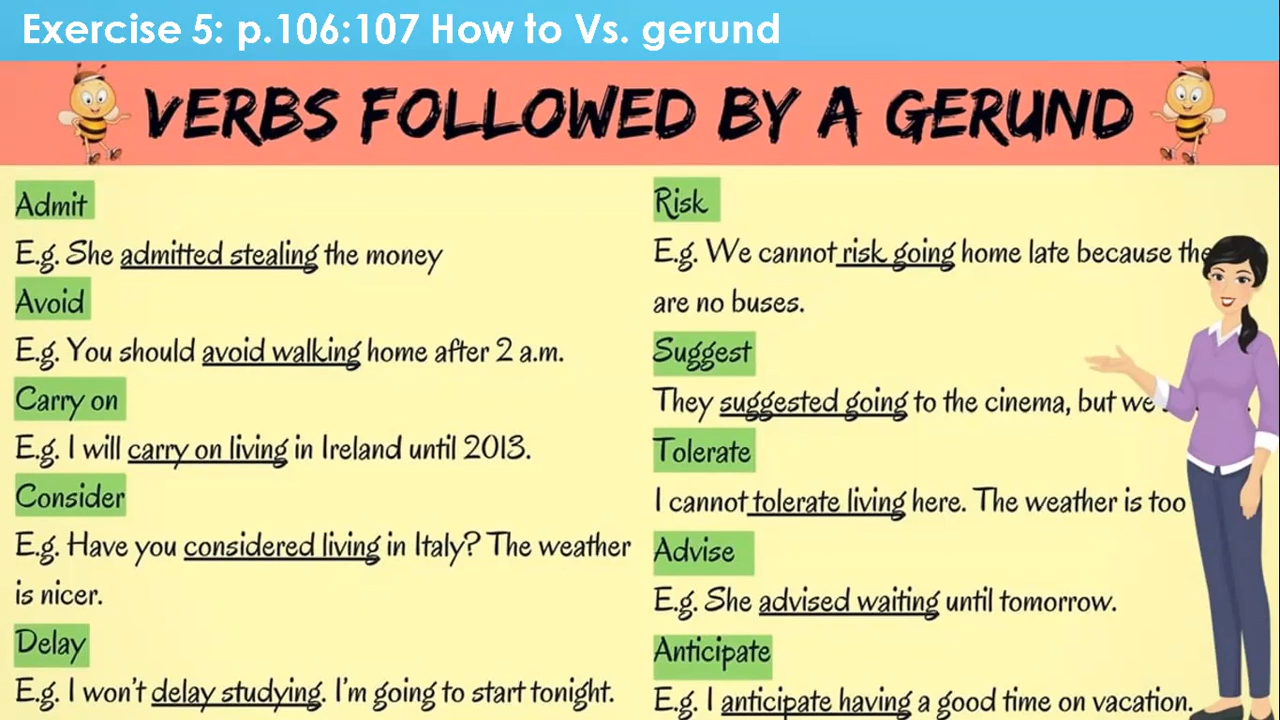 Exercise 5: p.106:107 How to Vs. gerund
VERBS FOLLOWED BY A GERUND
Admit
E.g. She admitted stealing the money
Avoid
E.g. You should avoid walking home after 2 a.m.
Carry on
E.g. I will carry on living in Ireland until 2013.
Consider
E.g. Have you considered living in Italy? The weather
is nicer.
Delay
E.g. I won't delay studying. I'm going to start tonight.
Risk
E.g. We cannot risk going home late because
are no buses.
Suggest
They suggested going to the cinema, but we
Tolerate
I cannot tolerate living here. The weather is too
Advise
E.g. She advised waiting until tomorrow.
Anticipate
E.g. I anticipate having a good time on vacation.